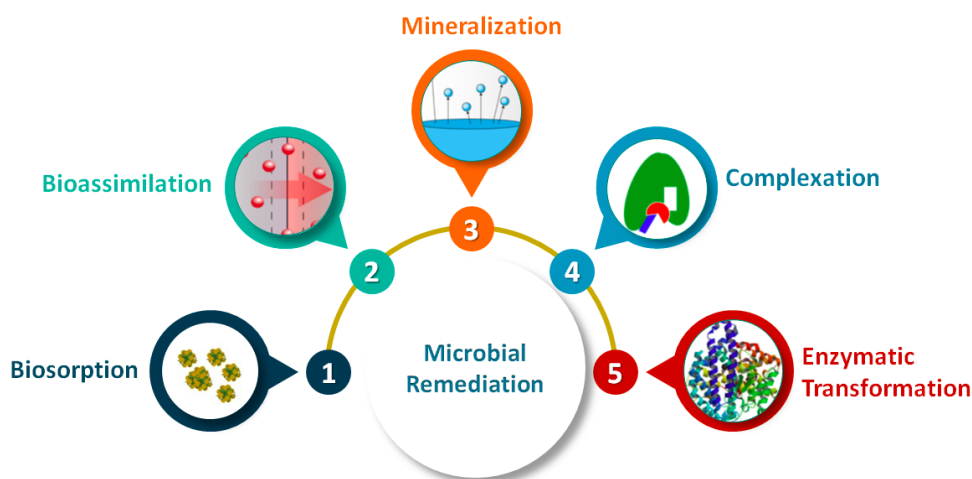 Mineralization
Bioassimilation
Complexation
3
2
4
Biosorption
1
Microbial
Remediation
5
Enzymatic
Transformation